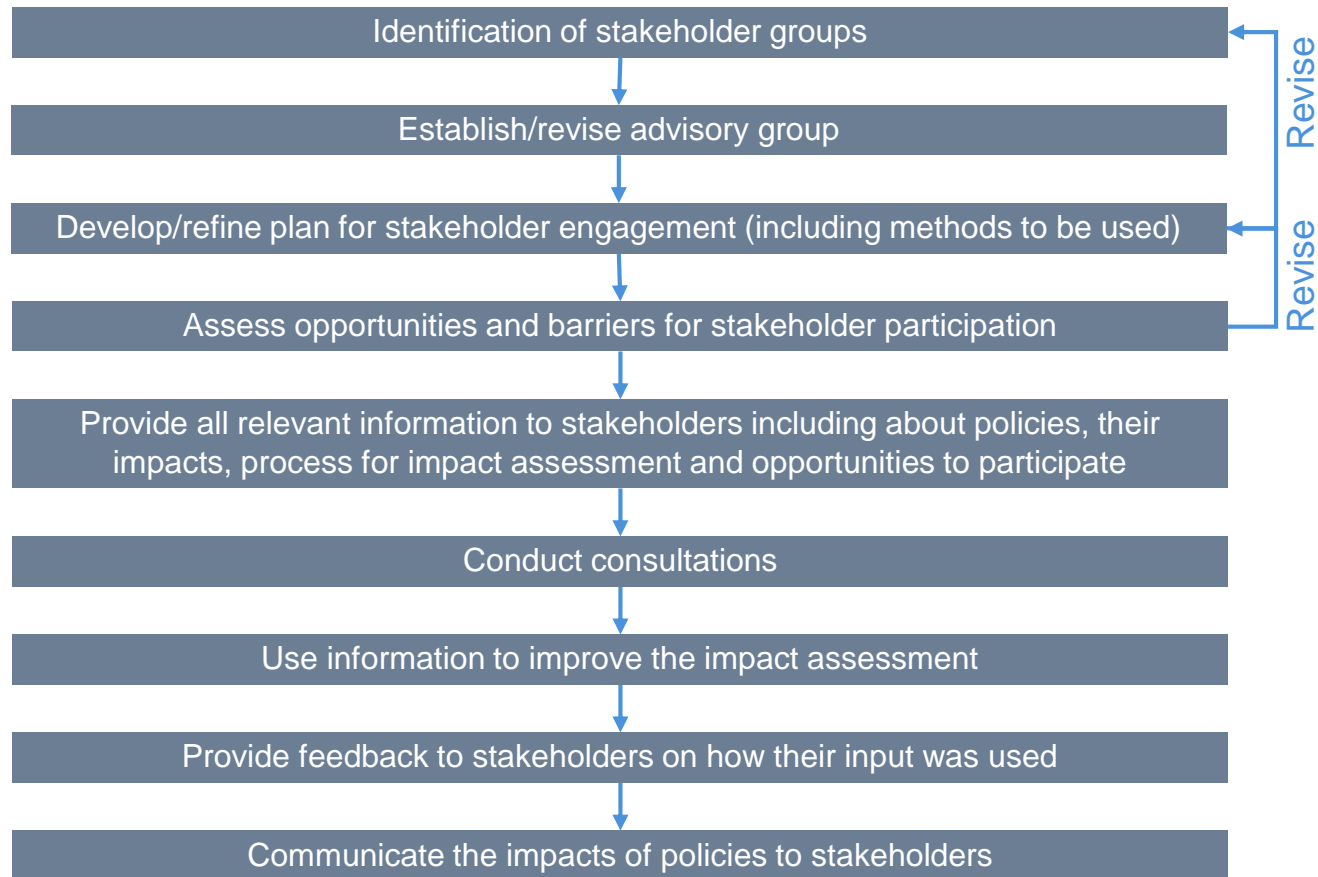 Identification of stakeholder groups
Establish/revise advisory group
Develop/refine plan for stakeholder engagement (including methods to be used)
Assess opportunities and barriers for stakeholder participation
Provide all relevant information to stakeholders including about policies, their
impacts, process for impact assessment and opportunities to participate
Conduct consultations
Use information to improve the impact assessment
Provide feedback to stakeholders on how their input was used
Communicate the impacts of policies to stakeholders
Revise
Revise